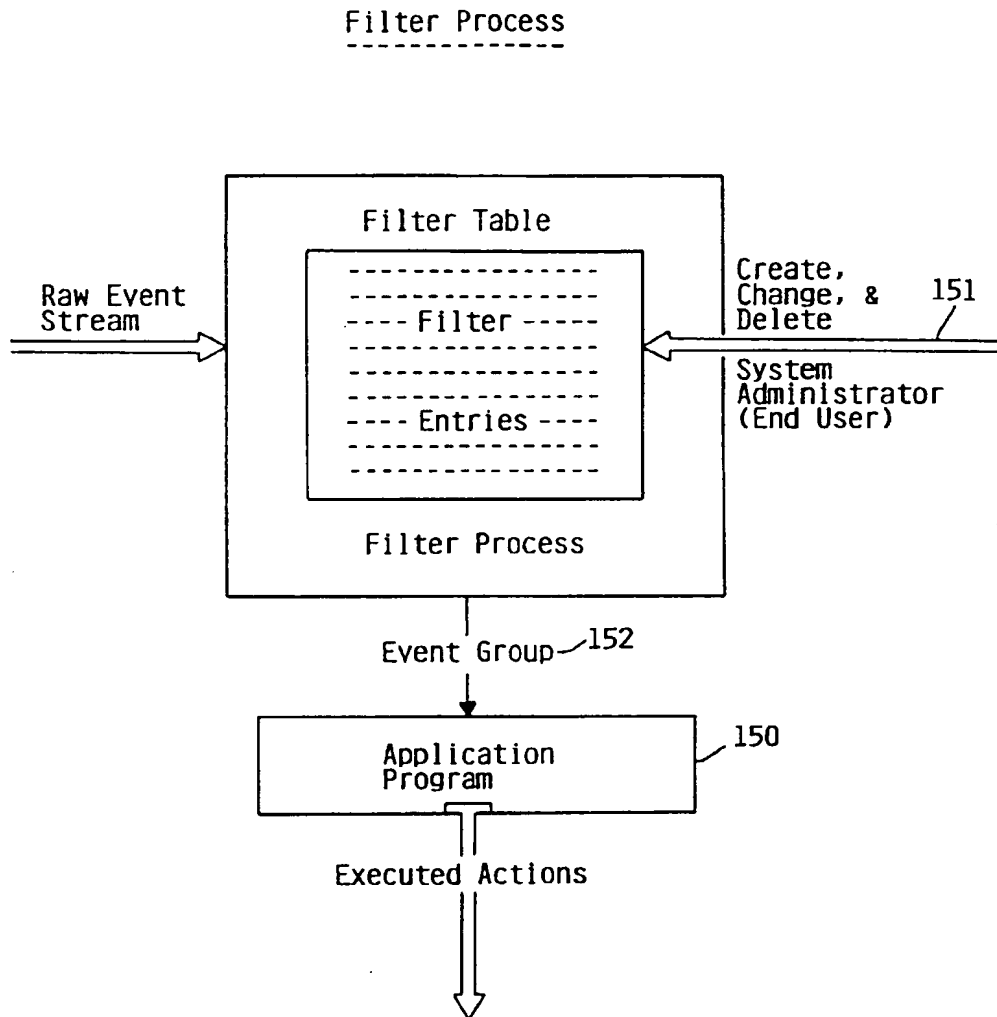 Filter Process
Filter Table
Raw Event
Stream
Filter
Entries
Create,
Change, &
Delete
151
System
Administrator
(End User)
Filter Process
Event Group
152
Application
Program
150
Executed Actions